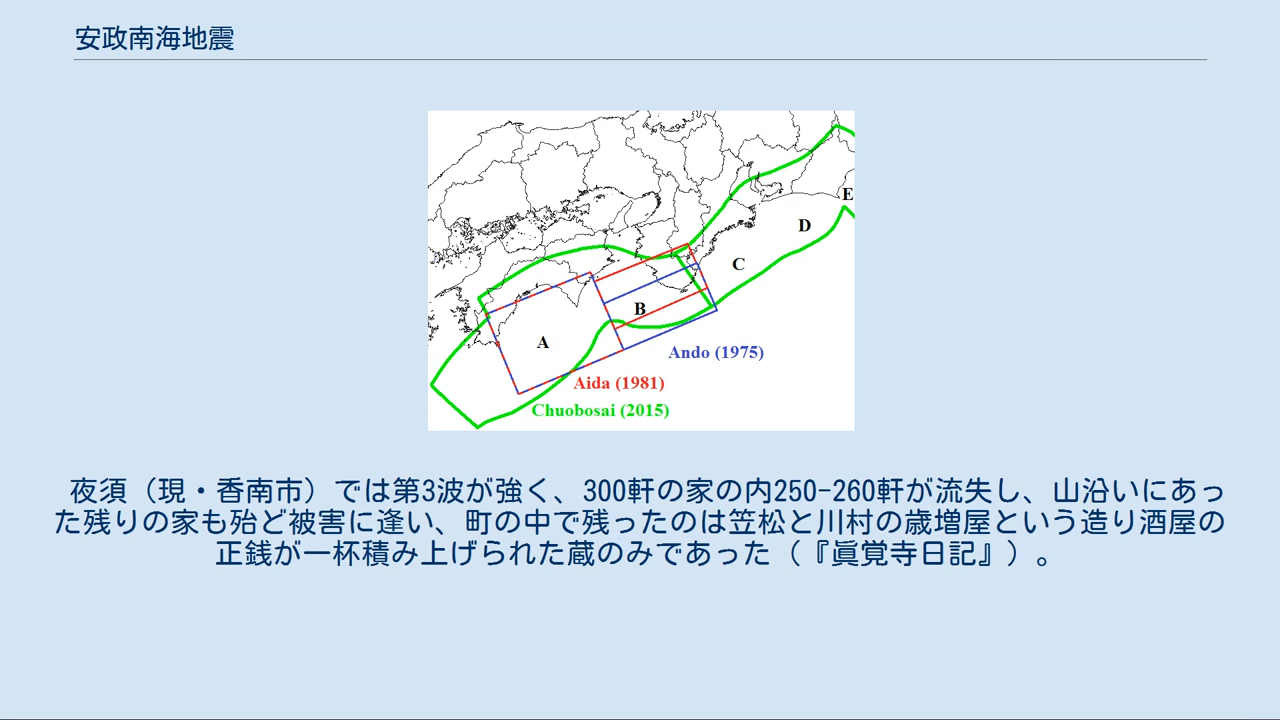 安政南海地震
E
D
C
B
A
Ando (1975)
Aida (1981)
Chuobosai (2015)
夜須（現・香南市）では第3波が強く、300軒の家の内250-260軒が流失し、山沿いにあっ
た残りの家も殆ど被害に逢い、町の中で残ったのは笠松と川村の歳増屋という造り酒屋の
正銭が一杯積み上げられた蔵のみであった（『眞覚寺日記』）。